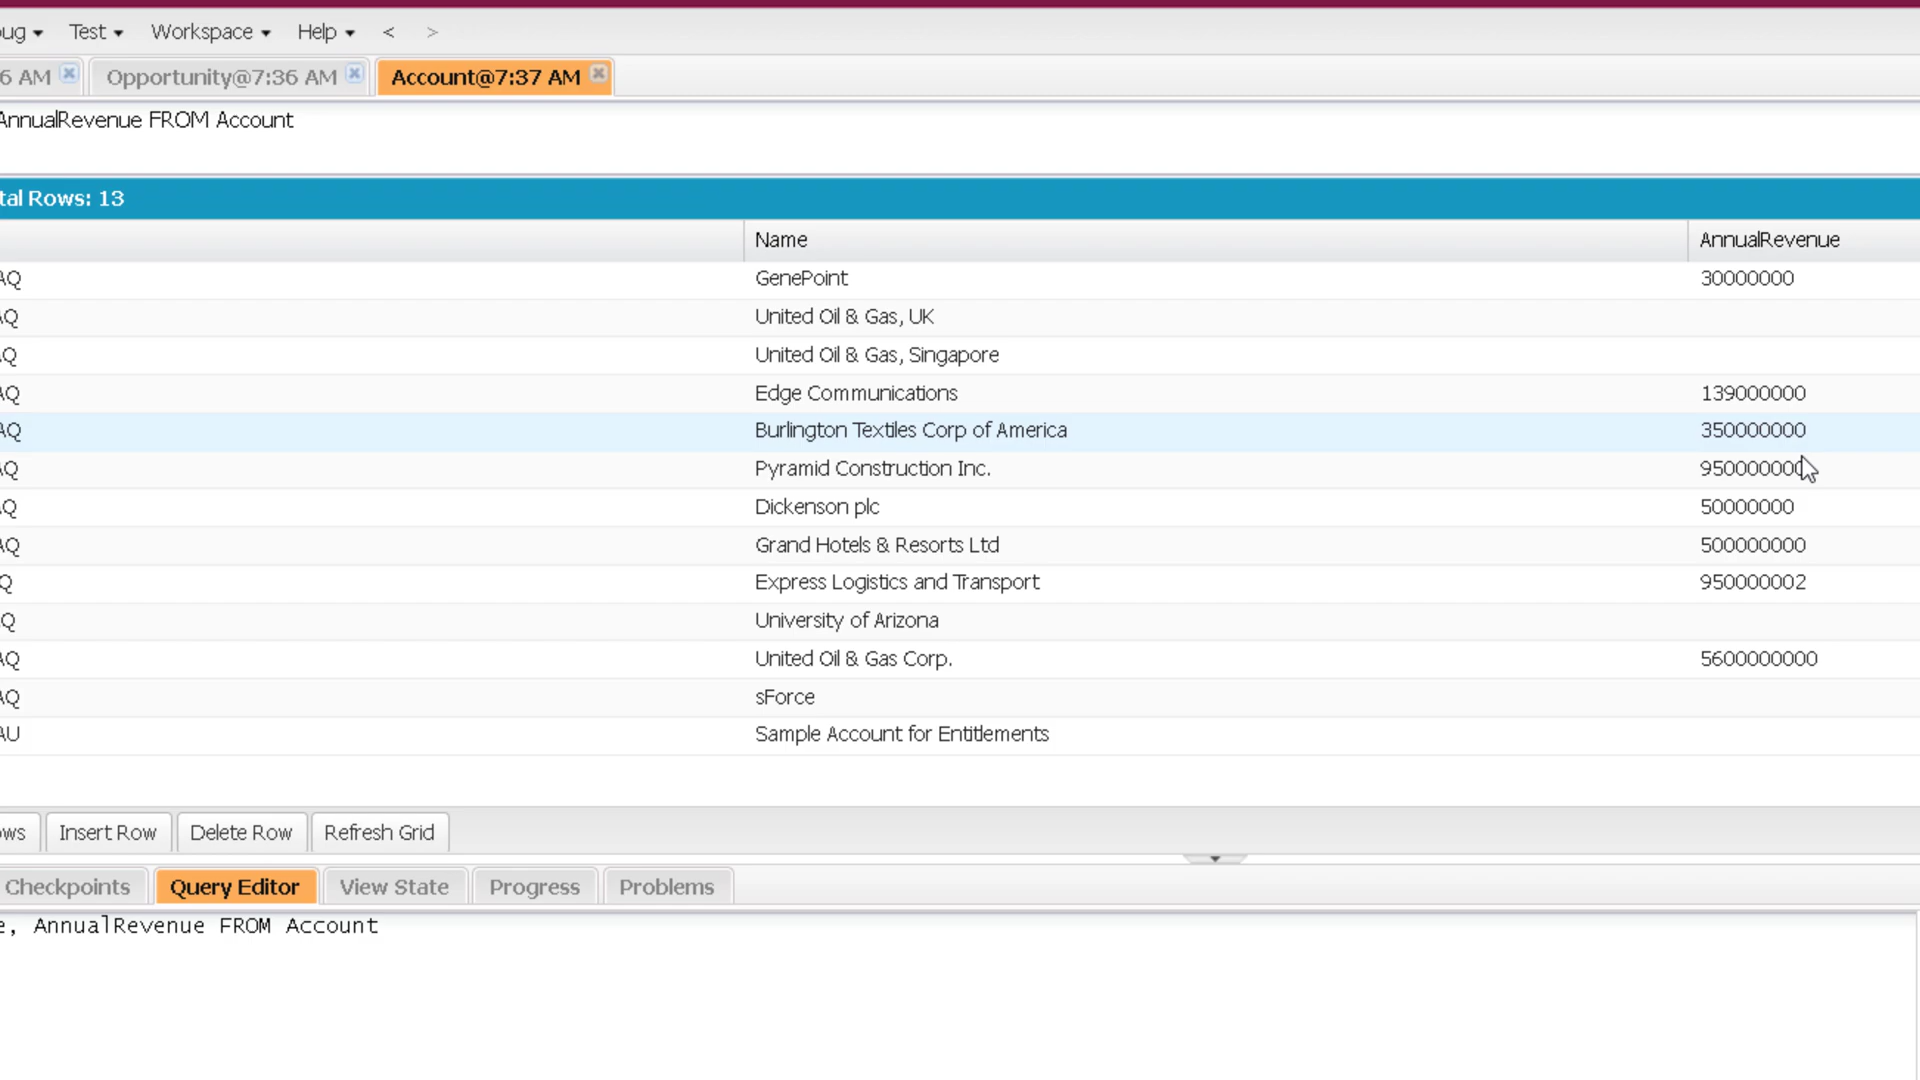 ug Test Workspace Help < >
6 AM Opportunity@7:36 AM Account@7:37 AM
AnnualRevenue FROM Account
tal Rows: 13
Name AnnualRevenue
AQ GenePoint 30000000
AQ United Oil & Gas, UK
AQ United Oil & Gas, Singapore
AQ Edge Communications 139000000
AQ Burlington Textiles Corp of America 350000000
AQ Pyramid Construction Inc. 950000000
AQ Dickenson plc 50000000
AQ Grand Hotels & Resorts Ltd 500000000
Q Express Logistics and Transport 950000002
Q University of Arizona
AQ United Oil & Gas Corp. 5600000000
AQ sForce
AU Sample Account for Entitlements
ows Insert Row Delete Row Refresh Grid
Checkpoints Query Editor View State Progress Problems
e, AnnualRevenue FROM Account